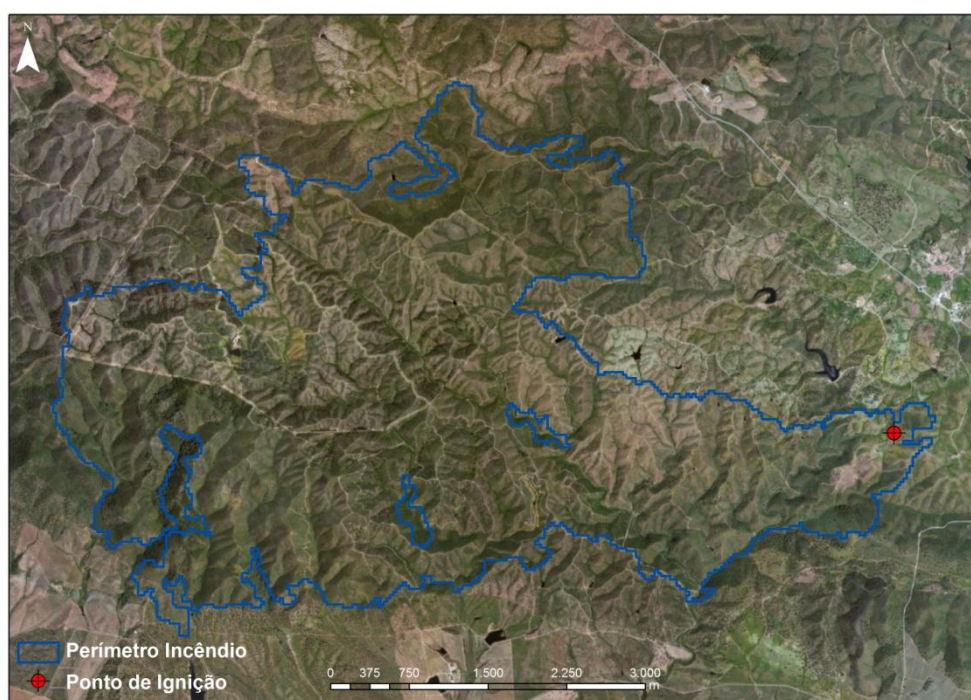 N
Perímetro Incêndio
Ponto de Ignição
0 375 750 1.500 2.250 3.000
m